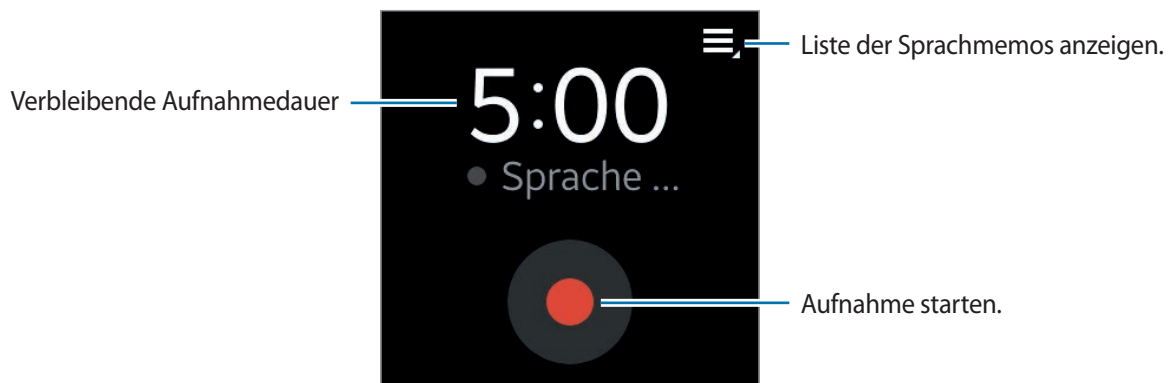 Liste der Sprachmemos anzeigen.
Verbleibende Aufnahmedauer
5:00
Sprache ...
Aufnahme starten.